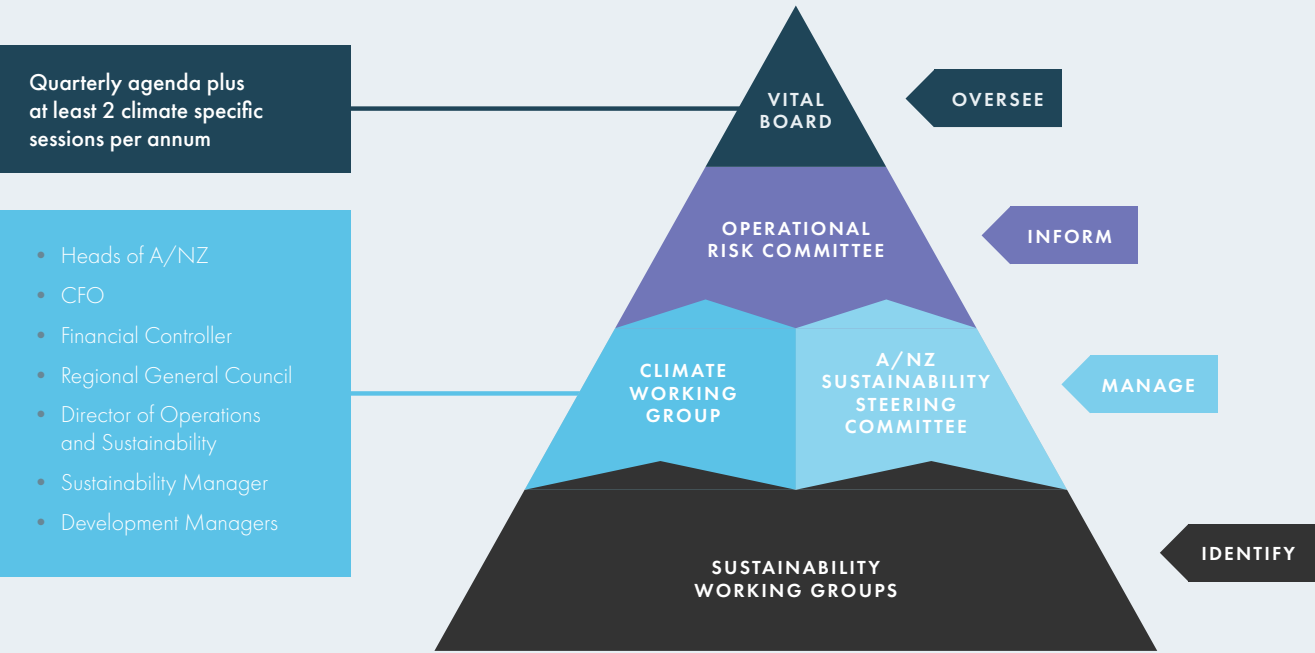 Quarterly agenda plus
at least 2 climate specific
sessions per annum
• Heads of A/NZ
• CFO
• Financial Controller
• Regional General Council
• Director of Operations
and Sustainability
• Sustainability Manager
• Development Managers
VITAL
BOARD
OVERSEE
OPERATIONAL
RISK COMMITTEE
INFORM
CLIMATE
WORKING
GROUP
A/NZ
SUSTAINABILITY
STEERING
COMMITTEE
MANAGE
SUSTAINABILITY
WORKING GROUPS
IDENTIFY